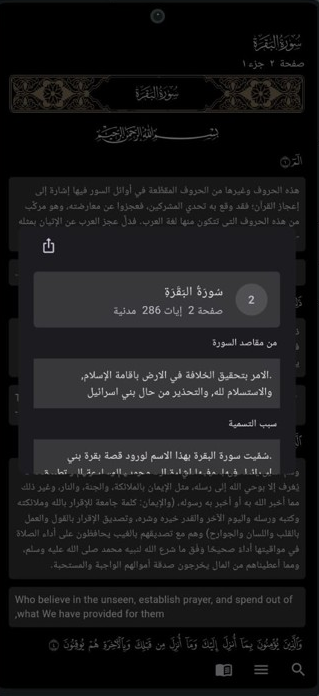 سُورَةُ البَقَرَةِ
صفحة ٢ جزء ١
سُورَةُ البَقَرَةِ
بِسْمِ اللَّهِ الرَّحْمَٰنِ الرَّحِيمِ
الٓمٓ ١
هذه الحروف وغيرها من الحروف المقطّعة في أوائل السور فيها إشارة إلى
إعجاز القرآن؛ فقد وقع به تحدي المشركين، فعجزوا عن معارضته، وهو مركّب
من هذه الحروف التي تتكون منها لغة العرب. فدلَّ عجز العرب عن الإتيان بمثله
سُورَةُ البَقَرَةِ
2
صفحة 2 إيات 286 مدنية
من مقاصد السورة
الامر بتحقيق الخلافة في الارض باقامة الإسلام،.
والاستسلام لله، والتحذير من حال بني اسرائيل
سبب التسمية
سُميت سورة البقرة بهذا الاسم لورود قصة بقرة بني.
يُعرف إلا بوحي الله إلى رسله، مثل الإيمان بالملائكة، والجنة، والنار، وغير ذلك
مما أخبر الله به أو أخبر به رسوله، (والإيمان: كلمة جامعة للإقرار بالله وملائكته
وكتبه ورسله واليوم الآخر والقدر خيره وشره، وتصديق الإقرار بالقول والعمل
بالقلب واللسان والجوارح) وهم مع تصديقهم بالغيب يحافظون على أداء الصلاة
في مواقيتها أداء صحيحًا وفق ما شرع الله لنبيه محمد صلى الله عليه وسلم،
ومما أعطيناهم من المال يخرجون صدقة أموالهم الواجبة والمستحبة.
Who believe in the unseen, establish prayer, and spend out of
,what We have provided for them
وَالَّذِينَ يُؤْمِنُونَ بِمَا أُنزِلَ إِلَيْكَ وَمَا أُنزِلَ مِن قَبْلِكَ وَبِالْآخِرَةِ هُمْ يُوقِنُونَ ٤